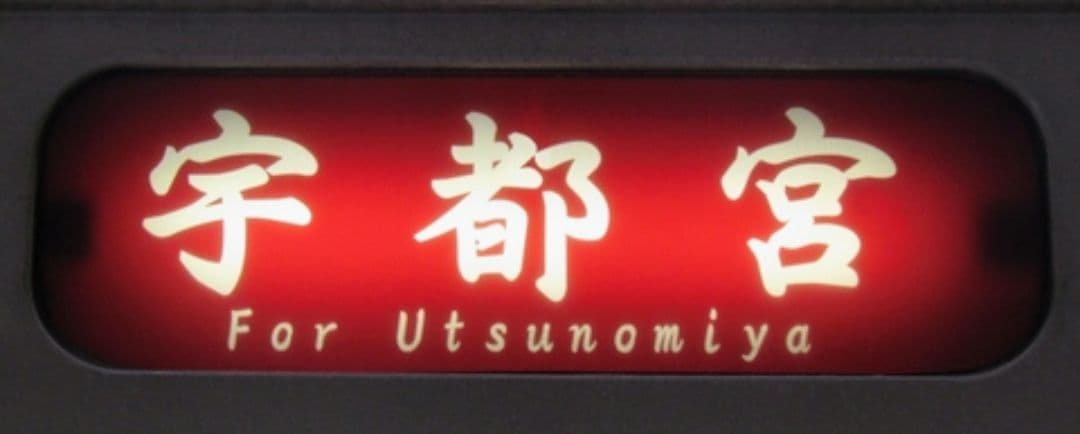 宇都宮
For Utsunomiya